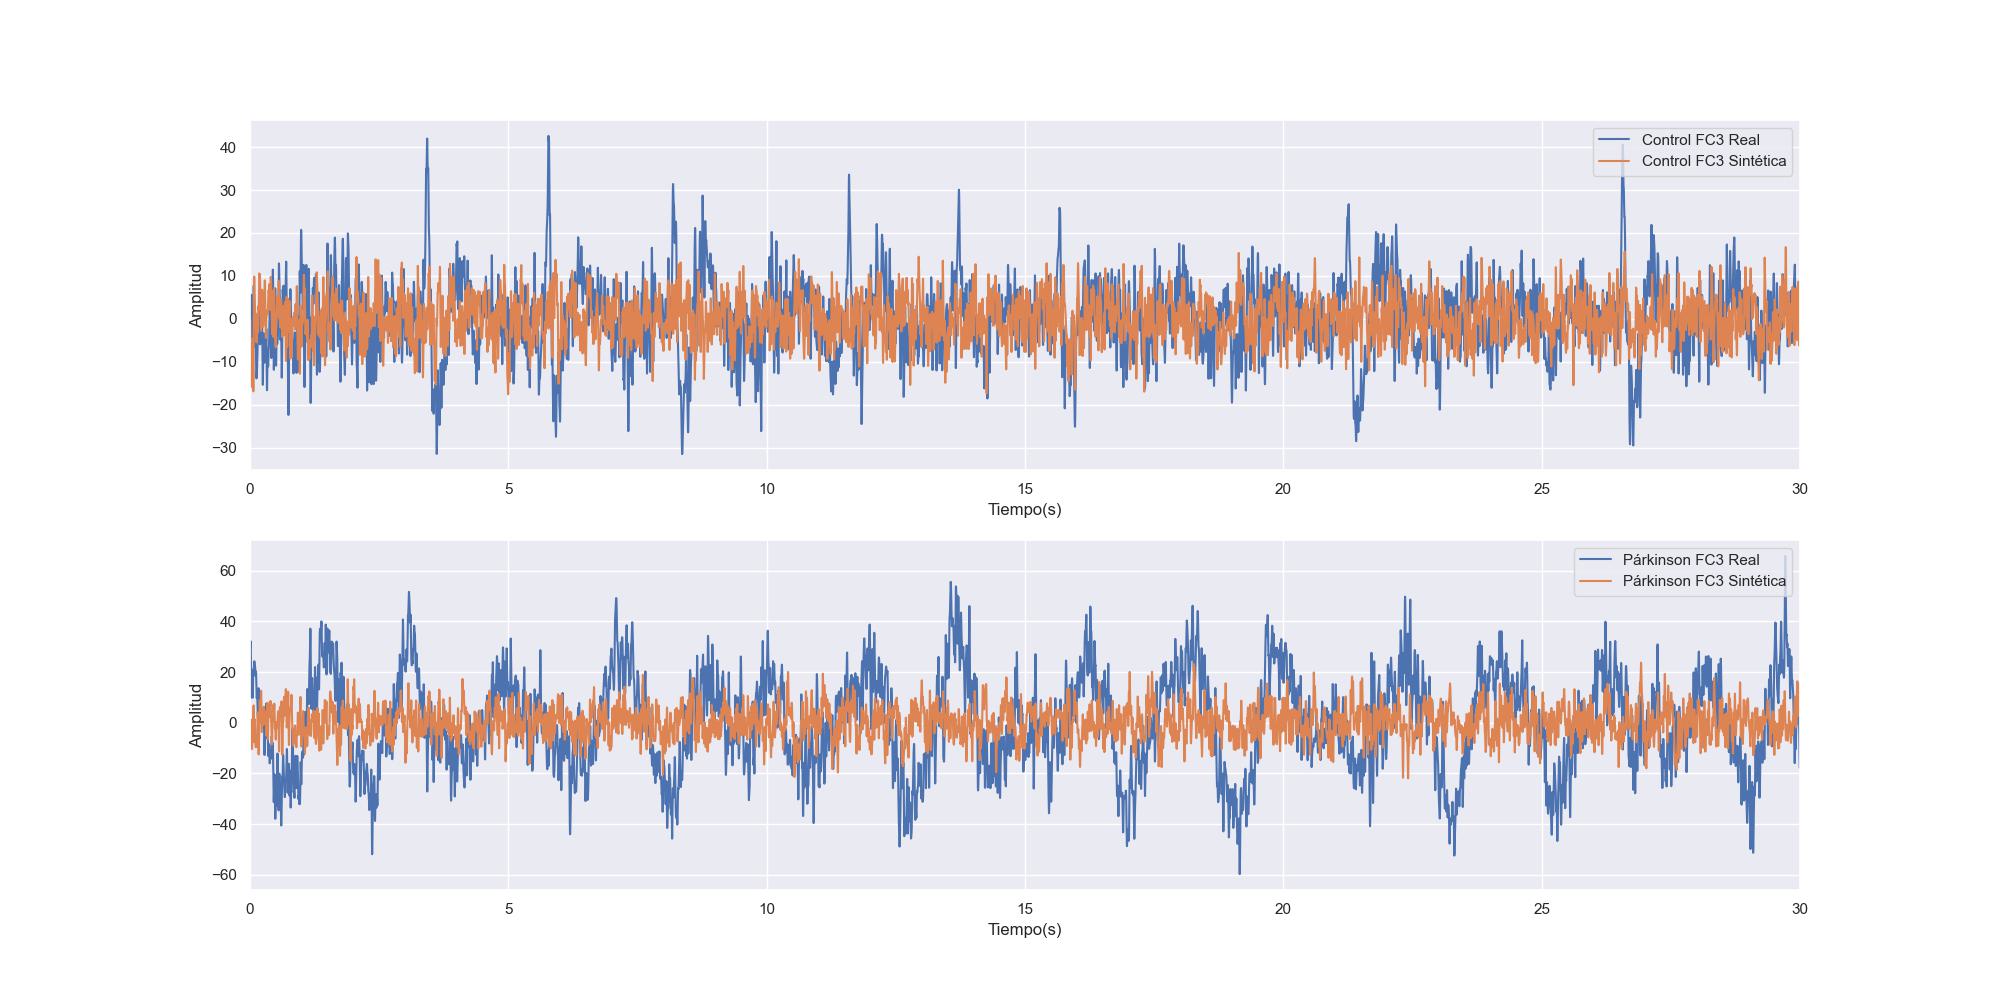 Control FC3 Real
Control FC3 Sintética
40
30
20
10
0
−10
−20
−30
Amplitud
0 5 10 15 20 25 30
Tiempo(s)
Párkinson FC3 Real
Párkinson FC3 Sintética
60
40
20
0
−20
−40
−60
Amplitud
0 5 10 15 20 25 30
Tiempo(s)